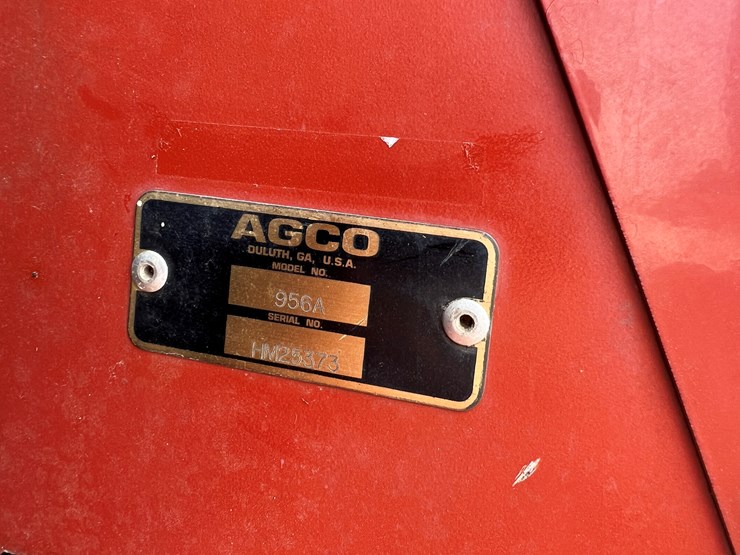 AGCO
DULUTH, GA, U.S.A.
MODEL NO.
956A
SERIAL NO.
HM25373